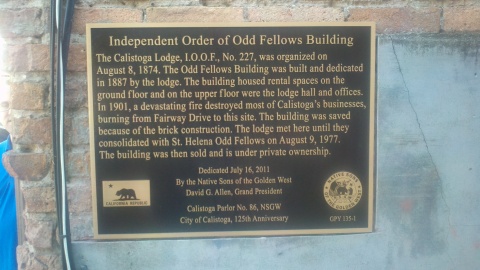 Independent Order of Odd Fellows Building
The Calistoga Lodge, I.O.O.F., No. 227, was organized on
August 8, 1874. The Odd Fellows Building was built and dedicated
in 1887 by the lodge. The building housed rental spaces on the
ground floor and on the upper floor were the lodge hall and offices.
In 1901, a devastating fire destroyed most of Calistoga's businesses,
burning from Fairway Drive to this site. The building was saved
because of the brick construction. The lodge met here until they
consolidated with St. Helena Odd Fellows on August 9, 1977.
The building was then sold and is under private ownership.
Dedicated July 16, 2011
By the Native Sons of the Golden West
David G. Allen, Grand President
CALIFORNIA REPUBLIC
Calistoga Parlor No. 86, NSGW
City of Calistoga, 125th Anniversary
GPY 135-1